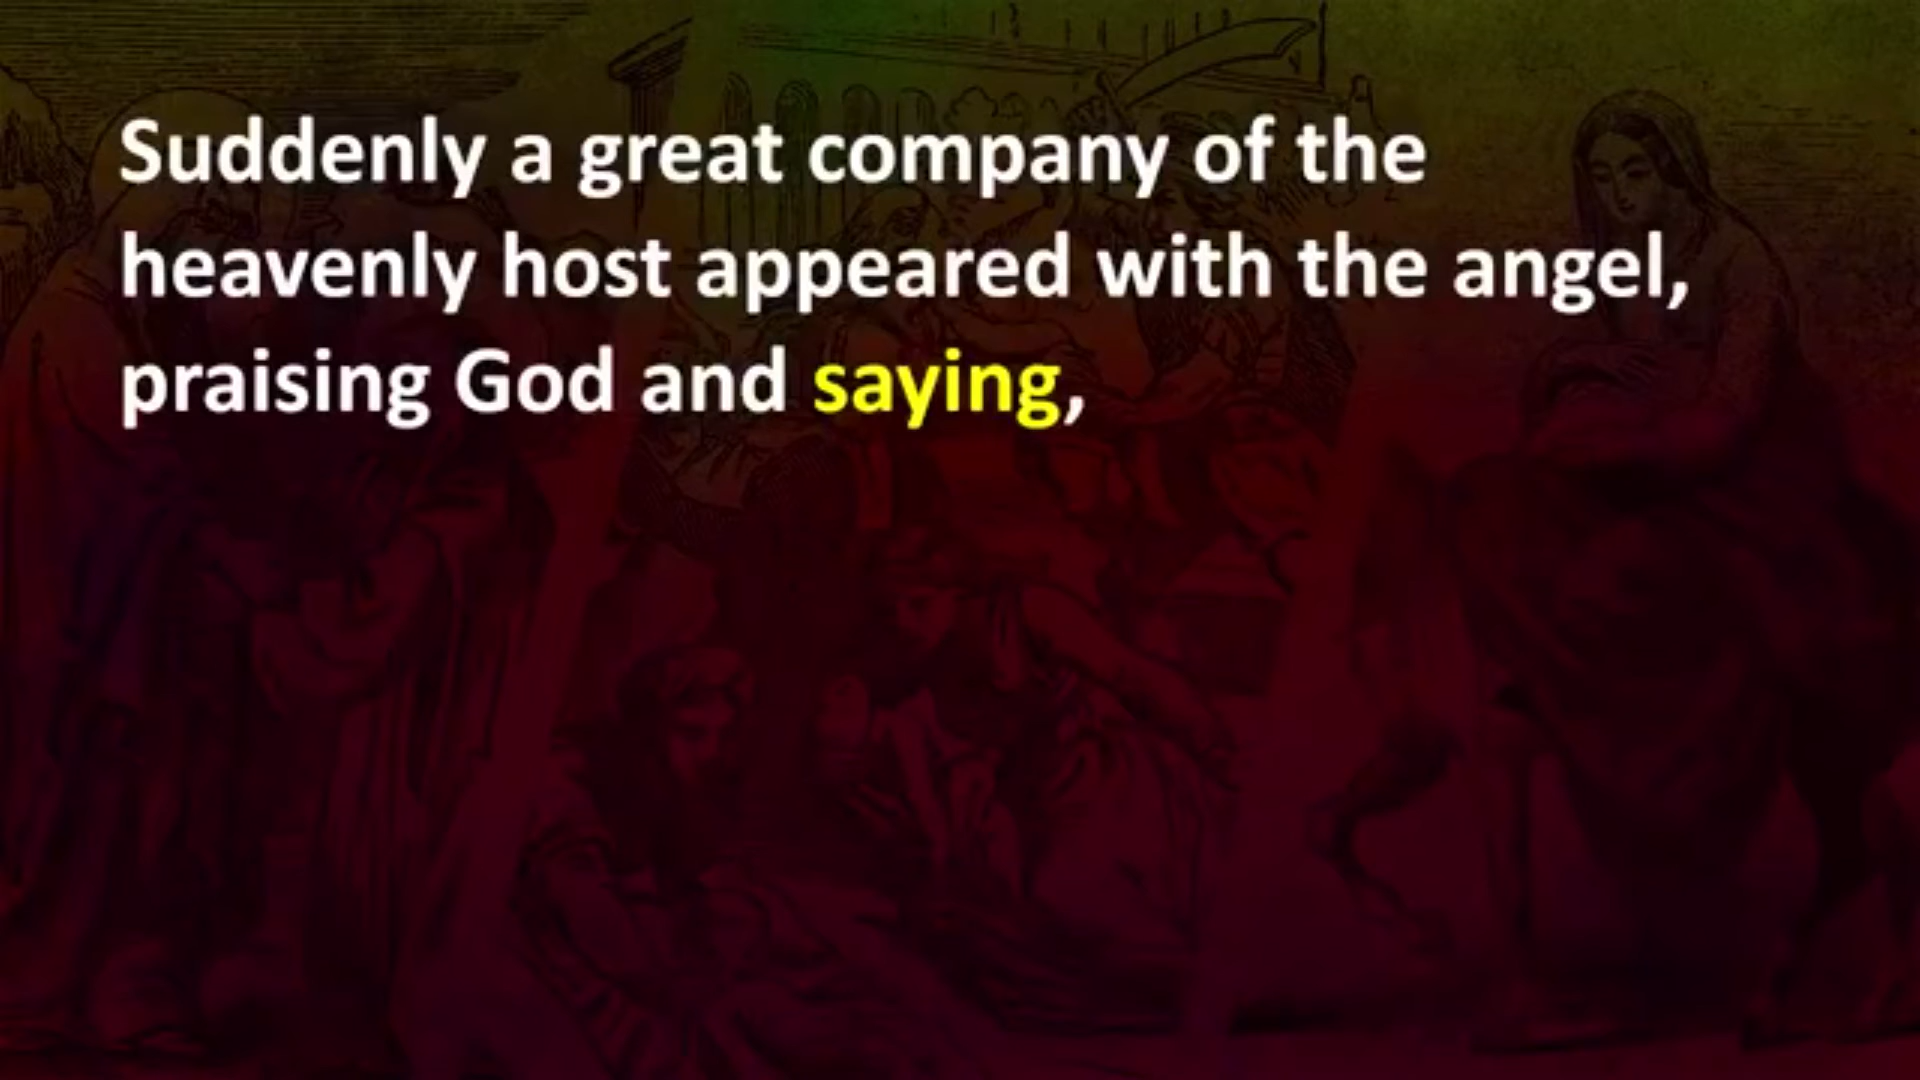 Suddenly a great company of the
heavenly host appeared with the angel,
praising God and saying,